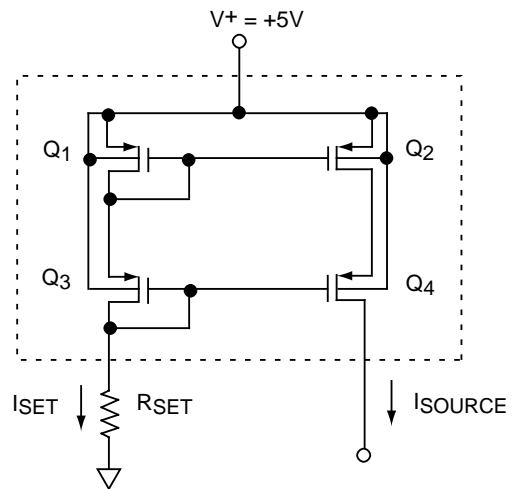 V+ = +5V
Q1
Q2
Q3
Q4
ISET
RSET
ISOURCE